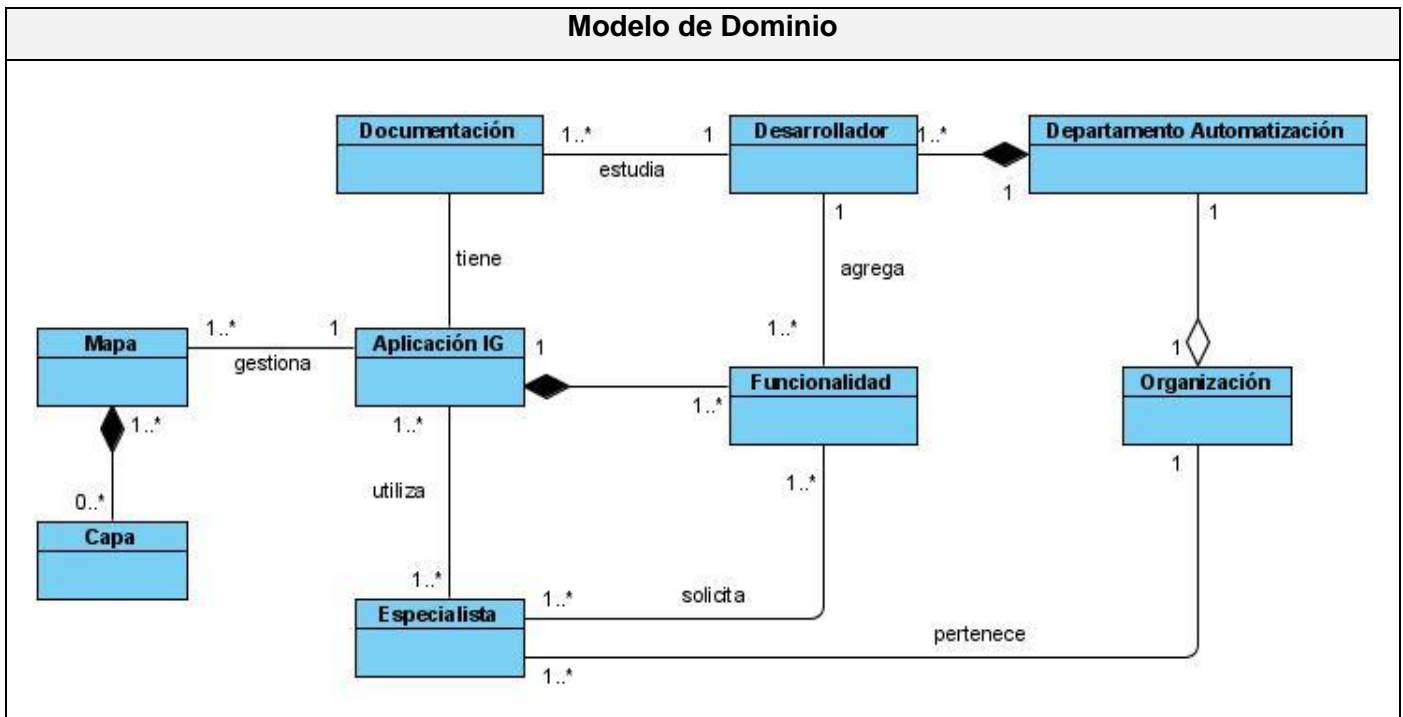 Modelo de Dominio
Documentación
1..*
1
estudia
Desarrollador
1..*
1
Departamento Automatización
tiene
1
agrega
1..*
1
1
Mapa
1..*
1
gestiona
Aplicación IG
1
1..*
Funcionalidad
Organización
1..*
0..*
Capa
1..*
utiliza
1..*
1..*
1
Especialista
1..*
solicita
pertenece
1..*